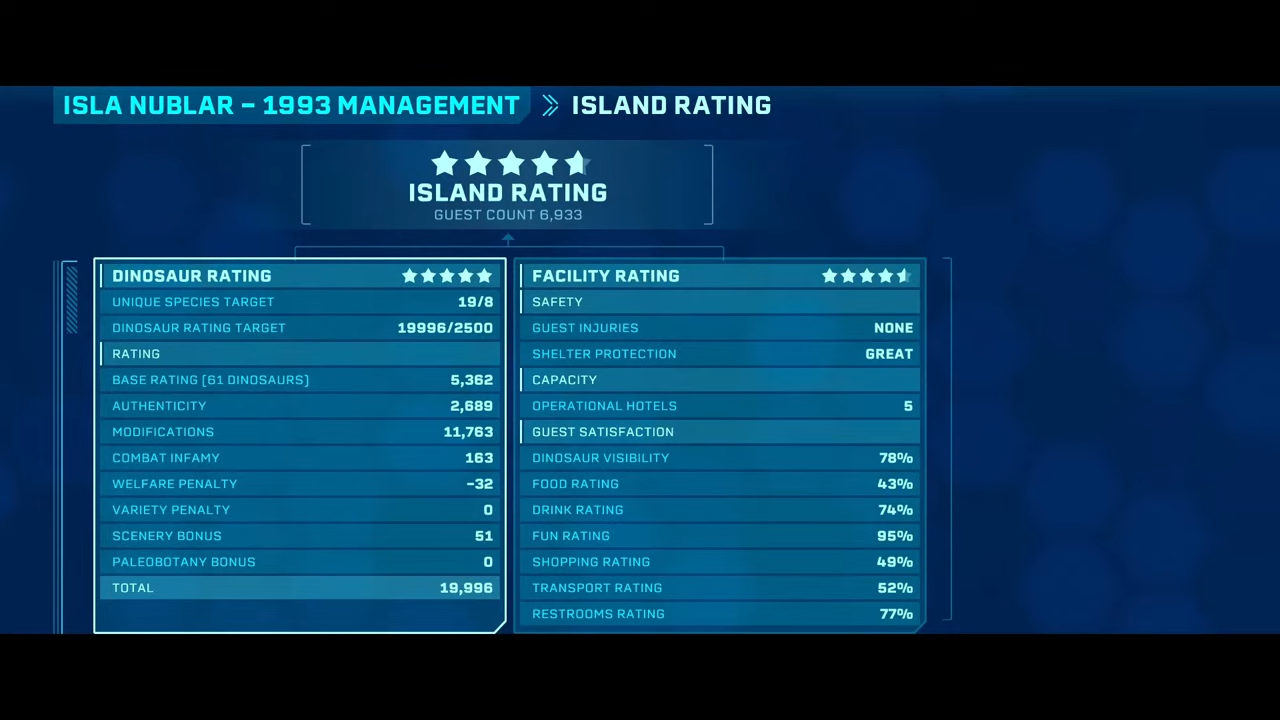 ISLA NUBLAR – 1993 MANAGEMENT
ISLAND RATING
ISLAND RATING
GUEST COUNT 6,933
DINOSAUR RATING
UNIQUE SPECIES TARGET 19/8
DINOSAUR RATING TARGET 19996/2500
RATING
BASE RATING (61 DINOSAURS) 5,362
AUTHENTICITY 2,689
MODIFICATIONS 11,763
COMBAT INFAMY 163
WELFARE PENALTY -32
VARIETY PENALTY 0
SCENERY BONUS 51
PALEOBOTANY BONUS 0
TOTAL 19,996
FACILITY RATING
SAFETY
GUEST INJURIES NONE
SHELTER PROTECTION GREAT
CAPACITY
OPERATIONAL HOTELS 5
GUEST SATISFACTION
DINOSAUR VISIBILITY 78%
FOOD RATING 43%
DRINK RATING 74%
FUN RATING 95%
SHOPPING RATING 49%
TRANSPORT RATING 52%
RESTROOMS RATING 77%